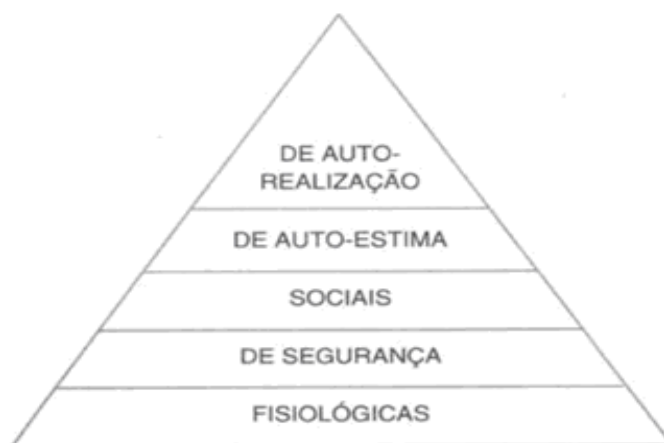 DE AUTO-
REALIZAÇÃO
DE AUTO-ESTIMA
SOCIAIS
DE SEGURANÇA
FISIOLÓGICAS